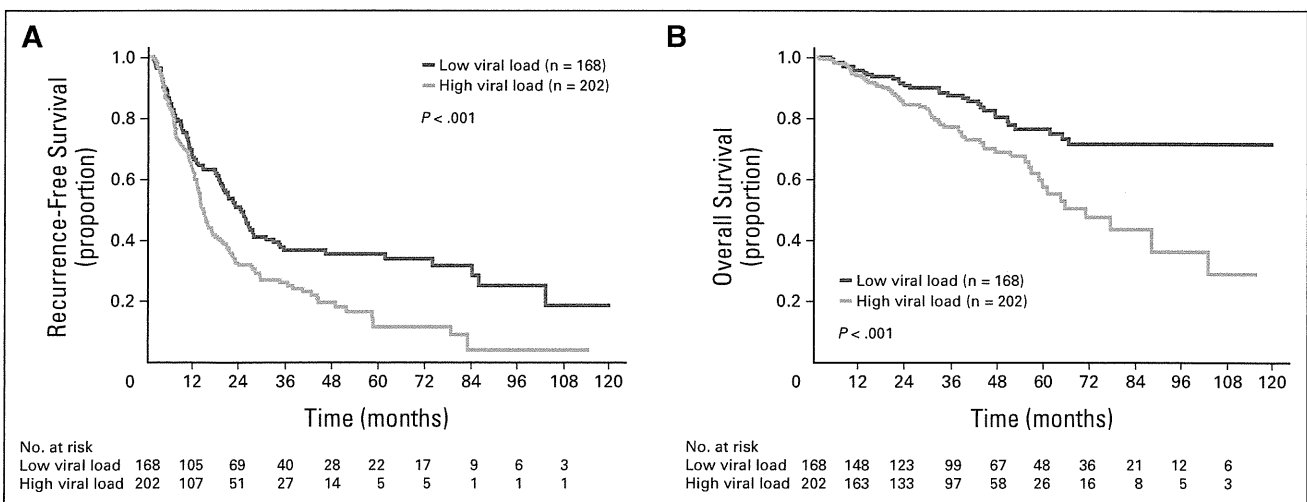 A
Recurrence-Free Survival
(proportion)
1.0
0.8
0.6
0.4
0.2
0
12 24 36 48 60 72 84 96 108 120
Time (months)
Low viral load (n = 168)
High viral load (n = 202)
P < .001
No. at risk
Low viral load 168 105 69 40 28 22 17 9 6 3
High viral load 202 107 51 27 14 5 5 1 1 1
B
Overall Survival
(proportion)
1.0
0.8
0.6
0.4
0.2
0
12 24 36 48 60 72 84 96 108 120
Time (months)
Low viral load (n = 168)
High viral load (n = 202)
P < .001
No. at risk
Low viral load 168 148 123 99 67 48 36 21 12 6
High viral load 202 163 133 97 58 26 16 8 5 3